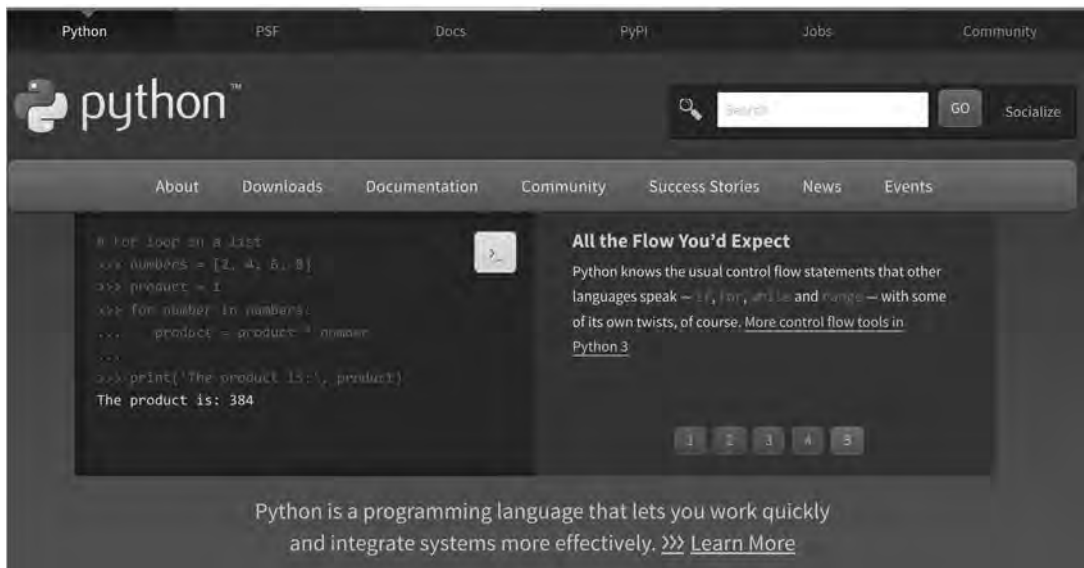 Python PSF Docs PyPI Jobs Community
python™
Search GO Socialize
About Downloads Documentation Community Success Stories News Events
# For loop on a list
>>> numbers = [2, 4, 6, 8]
>>> product = 1
>>> for number in numbers:
...    product = product * number
...
>>> print('The product is:', product)
The product is: 384
>_
All the Flow You’d Expect
Python knows the usual control flow statements that other
languages speak — if, for, while and range — with some
of its own twists, of course. More control flow tools in
Python 3
1 2 3 4 5
Python is a programming language that lets you work quickly
and integrate systems more effectively. >>> Learn More